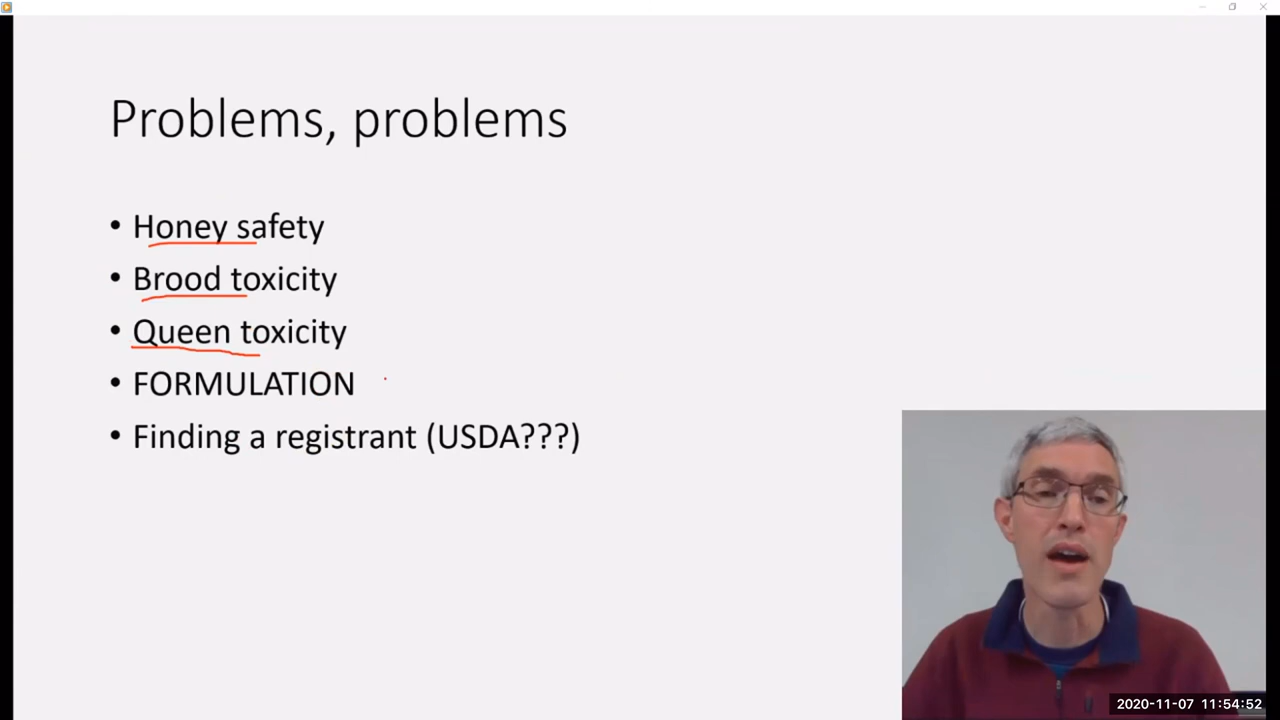 Problems, problems
• Honey safety
• Brood toxicity
• Queen toxicity
• FORMULATION
• Finding a registrant (USDA???)
2020-11-07 11:54:52